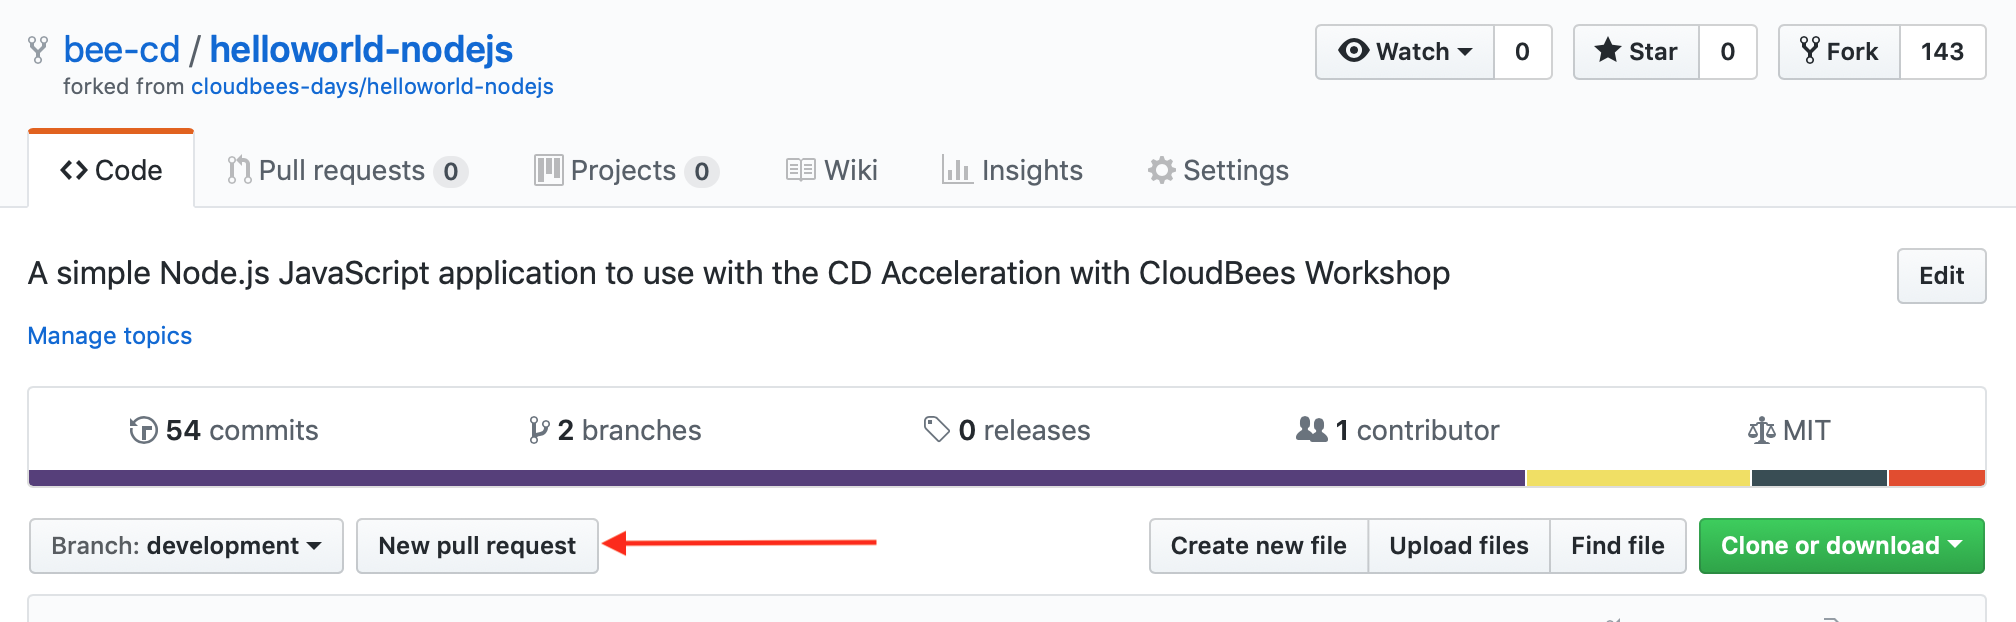 bee-cd / helloworld-nodejs
Watch 0 Star 0 Fork 143
forked from cloudbees-days/helloworld-nodejs
Code Pull requests 0 Projects 0 Wiki Insights Settings
A simple Node.js JavaScript application to use with the CD Acceleration with CloudBees Workshop
Edit
Manage topics
54 commits 2 branches 0 releases 1 contributor MIT
Branch: development New pull request Create new file Upload files Find file Clone or download